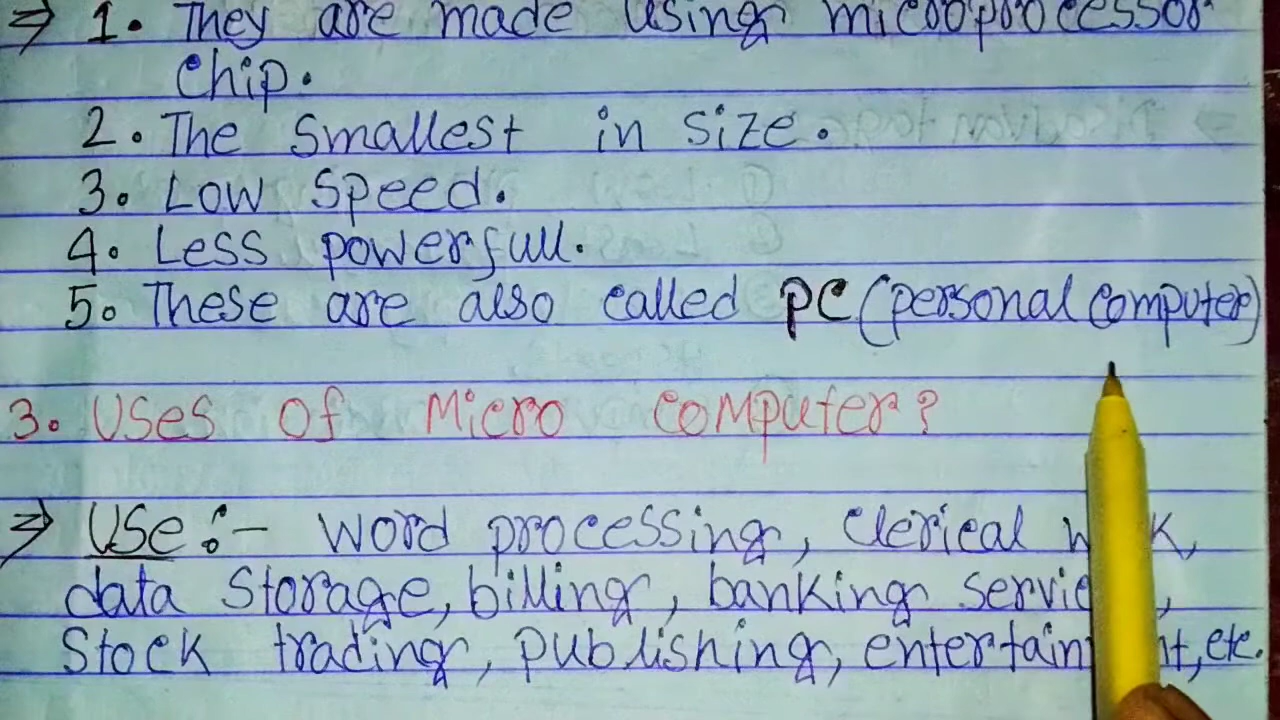 ⇒ 1. They are made using microprocessor
chip.
2. The smallest in size.
3. Low speed.
4. Less powerfull.
5. These are also called PC (personal computer)
3. Uses of Micro computer?
⇒ Use:- word processing, clerical
data storage, billing, banking
Stock trading, publishing, etc.